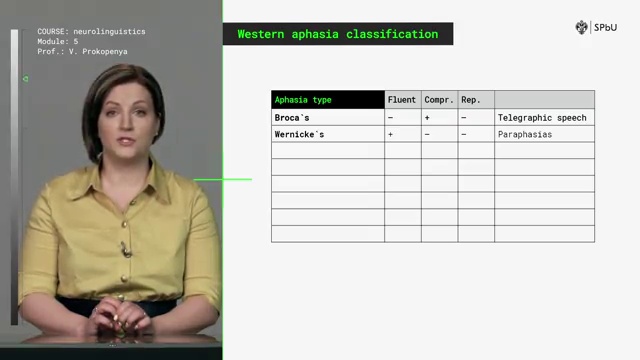 COURSE: neurolinguistics
Module: 5
Prof.: V. Prokopenya
Western aphasia classification
SPbU
Aphasia type Fluent Compr. Rep.
Broca`s – + – Telegraphic speech
Wernicke`s + – – Paraphasias